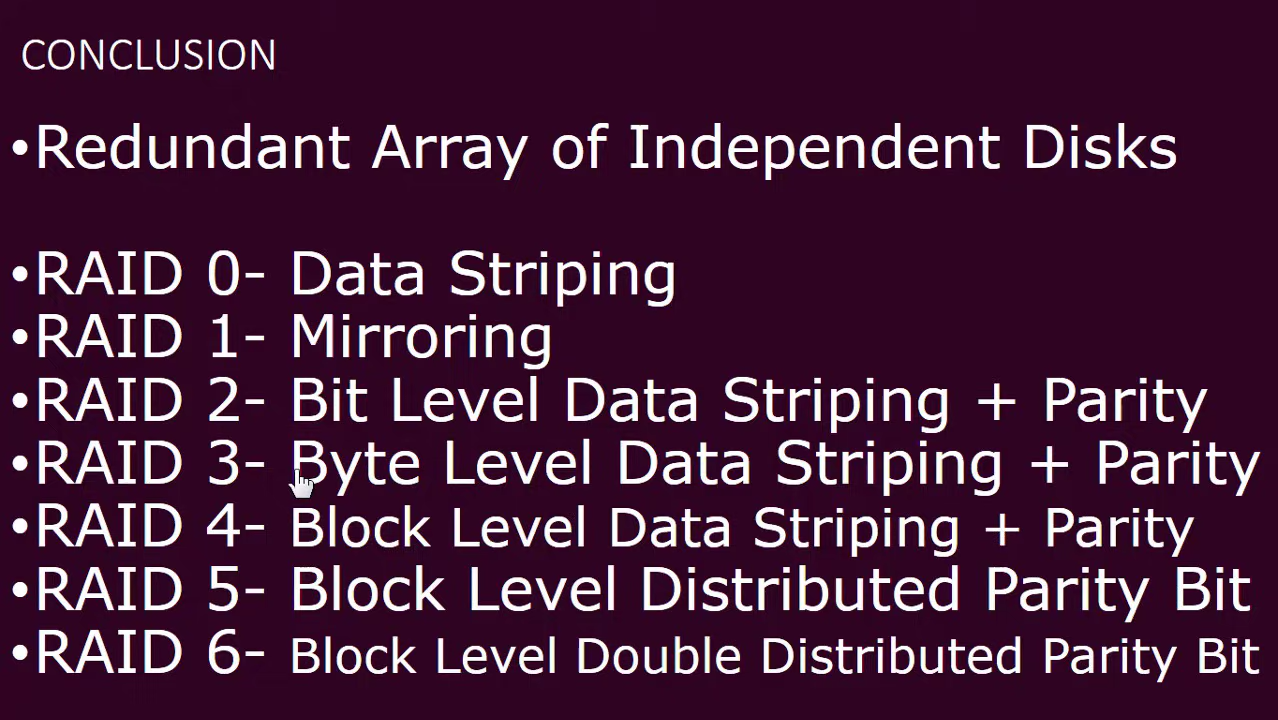 CONCLUSION
•Redundant Array of Independent Disks
•RAID 0- Data Striping
•RAID 1- Mirroring
•RAID 2- Bit Level Data Striping + Parity
•RAID 3- Byte Level Data Striping + Parity
•RAID 4- Block Level Data Striping + Parity
•RAID 5- Block Level Distributed Parity Bit
•RAID 6- Block Level Double Distributed Parity Bit